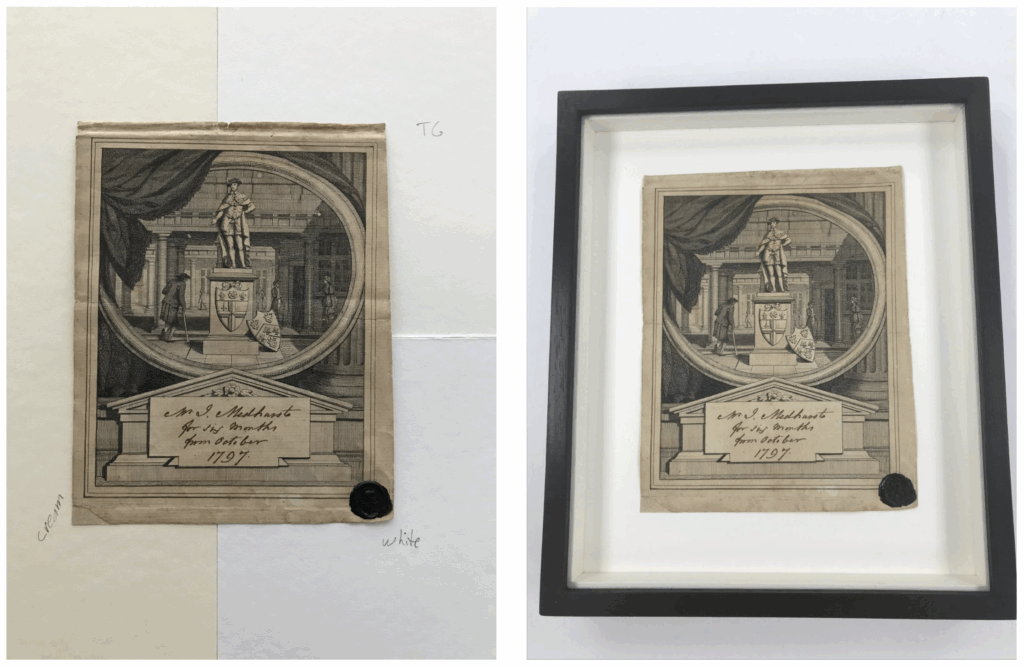 TG
Mr. J. Medhurst
for six Months
from October
1797.
cream
white
Mr. J. Medhurst
for six Months
from October
1797.